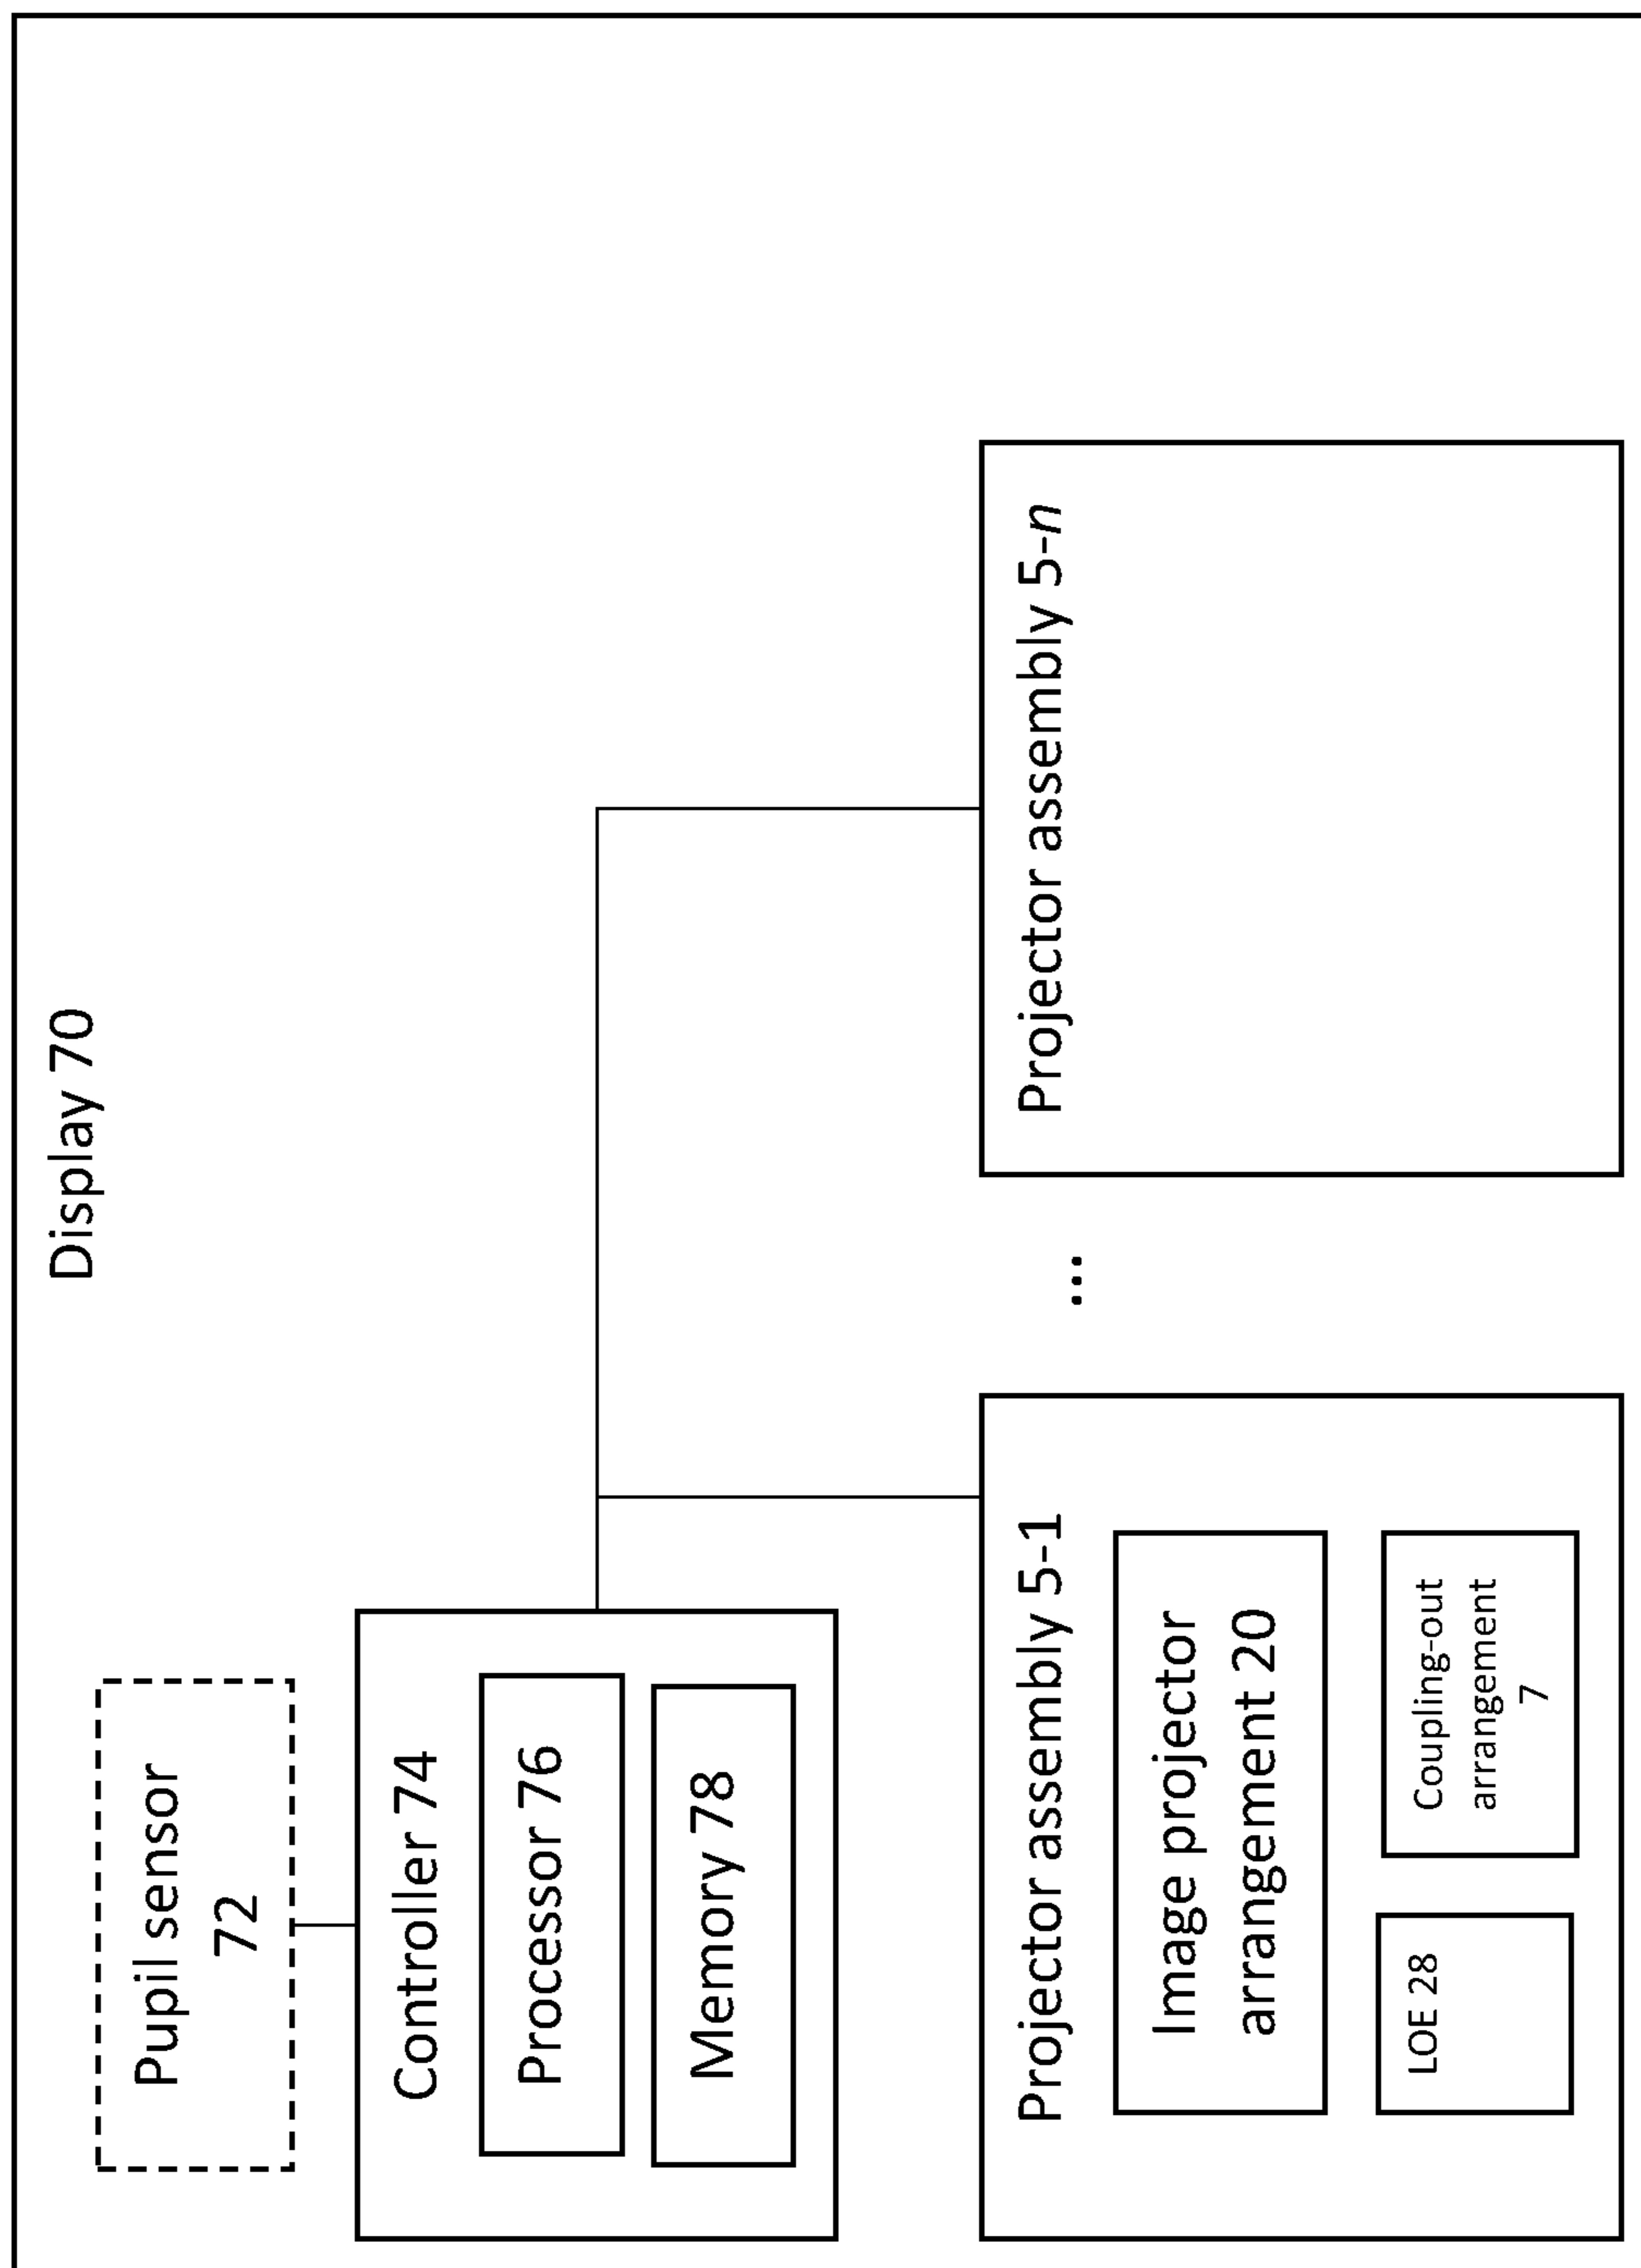 Display 70
Pupil sensor
72
Controller 74
Processor 76
Memory 78
Projector assembly 5-1
Image projector
arrangement 20
LOE 28
Coupling-out
arrangement
7
...
Projector assembly 5-n